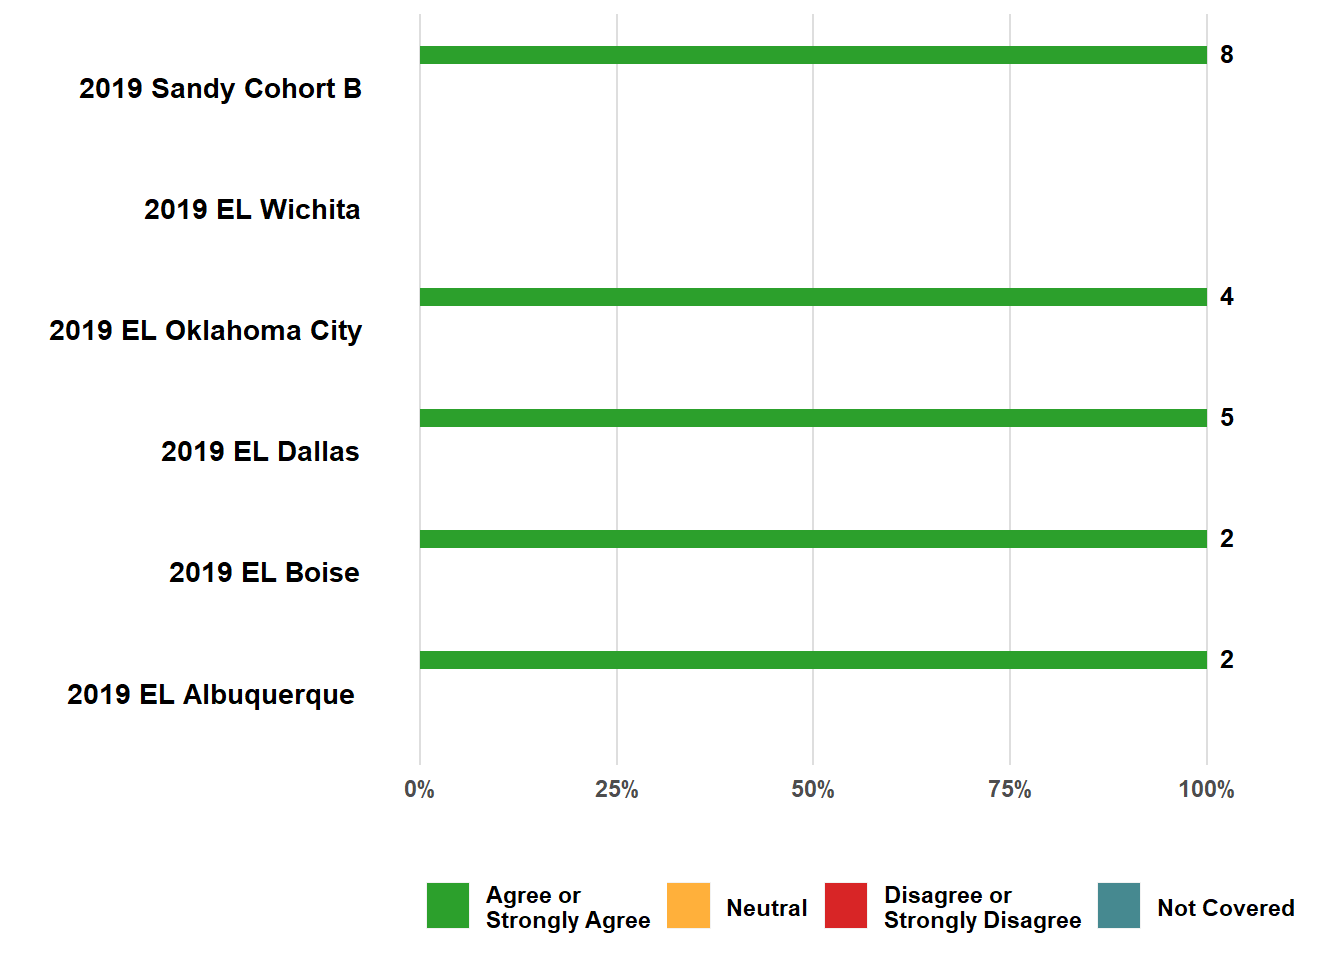 8
2019 Sandy Cohort B
2019 EL Wichita
4
2019 EL Oklahoma City
5
2019 EL Dallas
2
2019 EL Boise
2
2019 EL Albuquerque
0% 25% 50% 75% 100%
Agree or
Strongly Agree
Neutral
Disagree or
Strongly Disagree
Not Covered